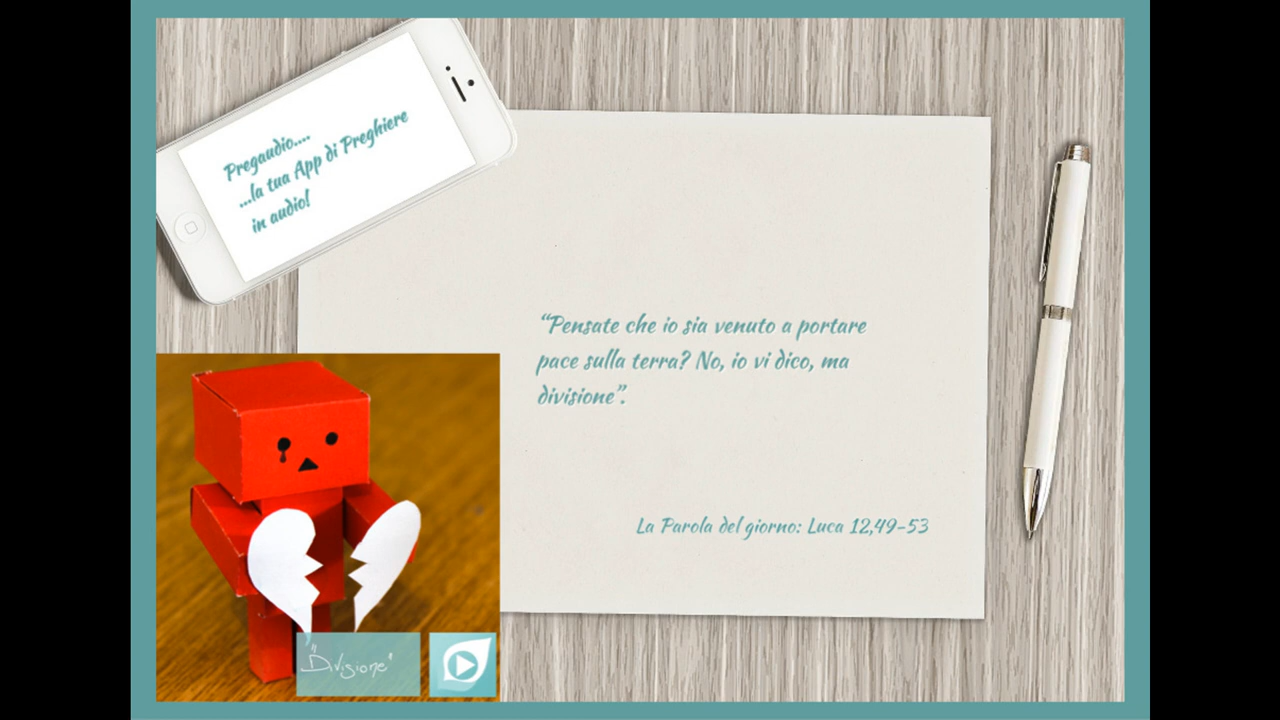 Pregaudio....
...la tua App di Preghiere
in audio!
“Pensate che io sia venuto a portare
pace sulla terra? No, io vi dico, ma
divisione”.
La Parola del giorno: Luca 12,49-53
"Divisione"